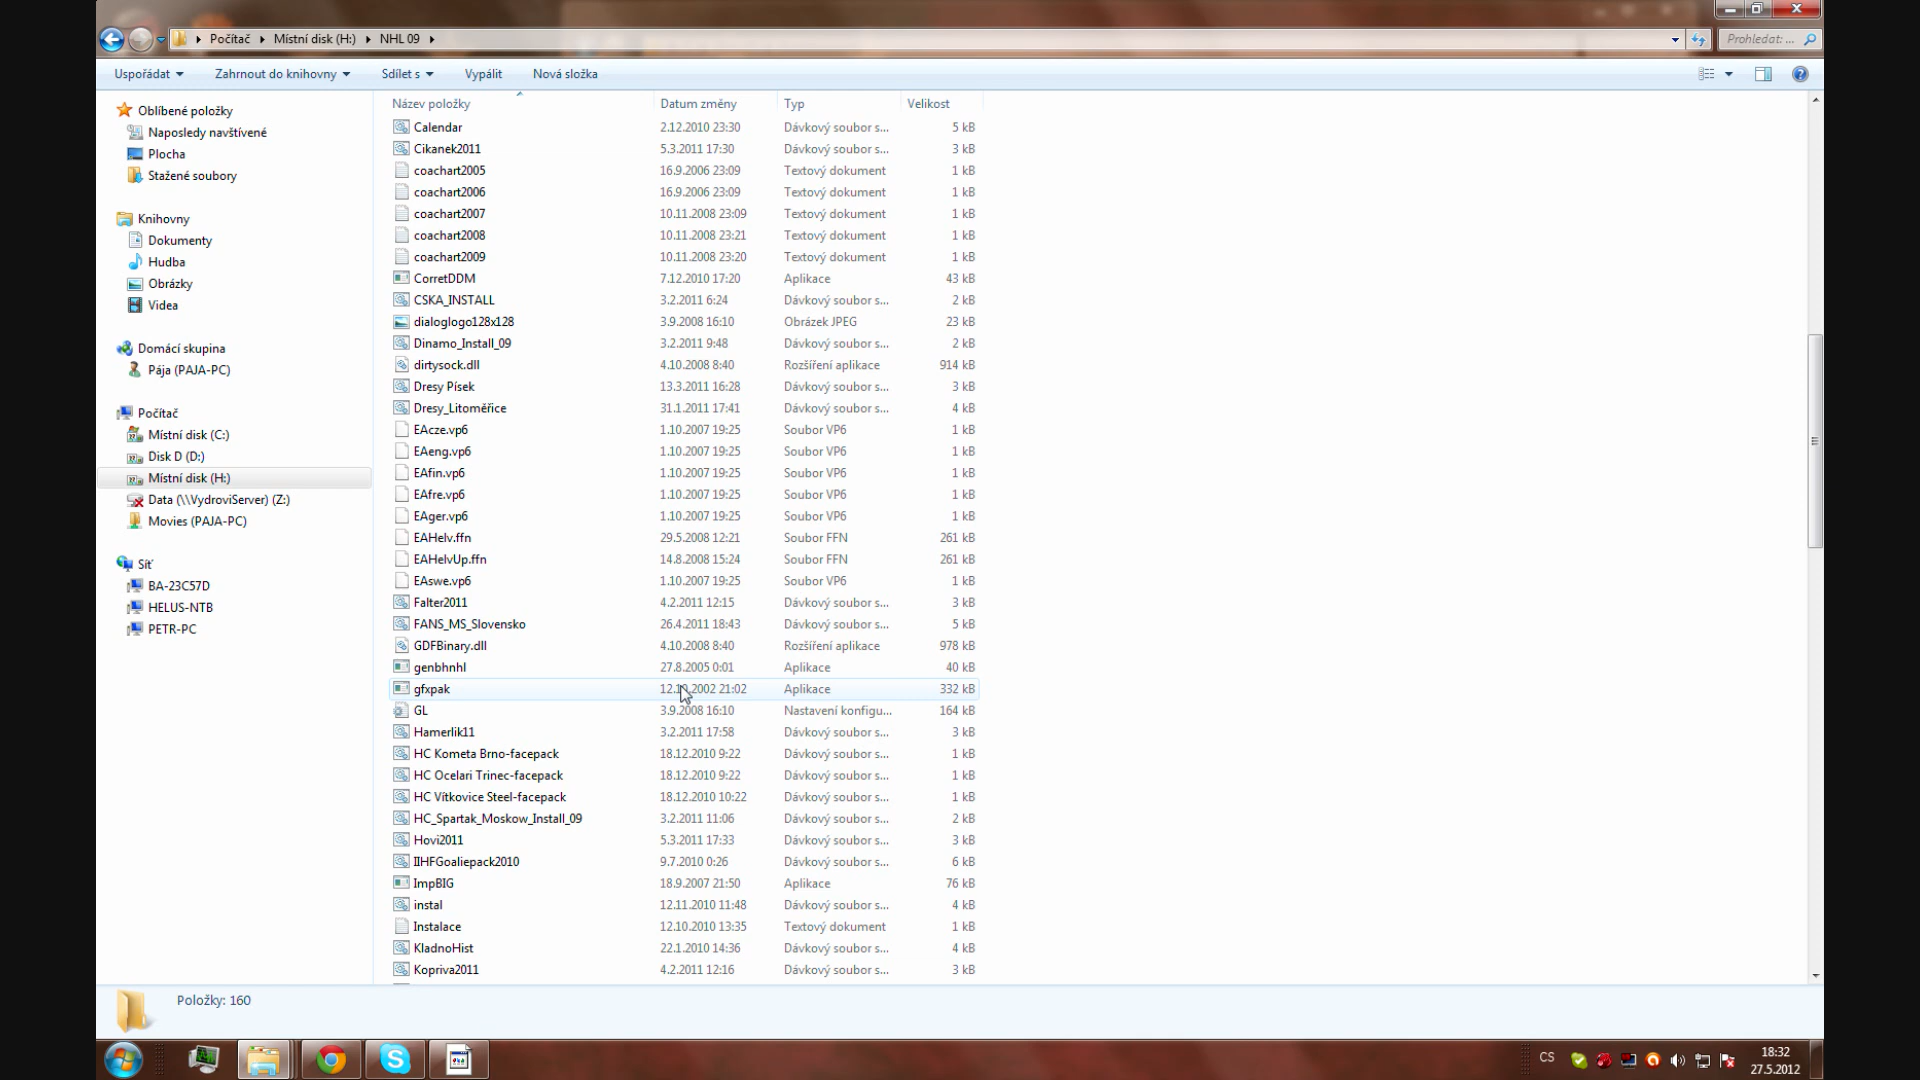 Počítač Místní disk (H:) NHL 09 Prohledat: ...
Uspořádat Zahrnout do knihovny Sdílet s Vypálit Nová složka
Oblíbené položky
Naposledy navštívené
Plocha
Stažené soubory
Knihovny
Dokumenty
Hudba
Obrázky
Videa
Domácí skupina
Pája (PAJA-PC)
Počítač
Místní disk (C:)
Disk D (D:)
Místní disk (H:)
Data (\\VydroviServer) (Z:)
Movies (PAJA-PC)
Síť
BA-23C57D
HELUS-NTB
PETR-PC
Název položky Datum změny Typ Velikost
Calendar 2.12.2010 23:30 Dávkový soubor s... 5 kB
Cikanek2011 5.3.2011 17:30 Dávkový soubor s... 3 kB
coachart2005 16.9.2006 23:09 Textový dokument 1 kB
coachart2006 16.9.2006 23:09 Textový dokument 1 kB
coachart2007 10.11.2008 23:09 Textový dokument 1 kB
coachart2008 10.11.2008 23:21 Textový dokument 1 kB
coachart2009 10.11.2008 23:20 Textový dokument 1 kB
CorretDDM 7.12.2010 17:20 Aplikace 43 kB
CSKA_INSTALL 3.2.2011 6:24 Dávkový soubor s... 2 kB
dialoglogo128x128 3.9.2008 16:10 Obrázek JPEG 23 kB
Dinamo_Install_09 3.2.2011 9:48 Dávkový soubor s... 2 kB
dirtysock.dll 4.10.2008 8:40 Rozšíření aplikace 914 kB
Dresy Písek 13.3.2011 16:28 Dávkový soubor s... 3 kB
Dresy_Litoměřice 31.1.2011 17:41 Dávkový soubor s... 4 kB
EAcze.vp6 1.10.2007 19:25 Soubor VP6 1 kB
EAeng.vp6 1.10.2007 19:25 Soubor VP6 1 kB
EAfin.vp6 1.10.2007 19:25 Soubor VP6 1 kB
EAfre.vp6 1.10.2007 19:25 Soubor VP6 1 kB
EAger.vp6 1.10.2007 19:25 Soubor VP6 1 kB
EAHelv.ffn 29.5.2008 12:21 Soubor FFN 261 kB
EAHelvUp.ffn 14.8.2008 15:24 Soubor FFN 261 kB
EAswe.vp6 1.10.2007 19:25 Soubor VP6 1 kB
Falter2011 4.2.2011 12:15 Dávkový soubor s... 3 kB
FANS_MS_Slovensko 26.4.2011 18:43 Dávkový soubor s... 5 kB
GDFBinary.dll 4.10.2008 8:40 Rozšíření aplikace 978 kB
genbhnhl 27.8.2005 0:01 Aplikace 40 kB
gfxpak 21:02 Aplikace 332 kB
GL 3.9.2008 16:10 Nastavení konfigu... 164 kB
Hamerlik11 3.2.2011 17:58 Dávkový soubor s... 3 kB
HC Kometa Brno-facepack 18.12.2010 9:22 Dávkový soubor s... 1 kB
HC Ocelari Trinec-facepack 18.12.2010 9:22 Dávkový soubor s... 1 kB
HC Vítkovice Steel-facepack 18.12.2010 10:22 Dávkový soubor s... 1 kB
HC_Spartak_Moskow_Install_09 3.2.2011 11:06 Dávkový soubor s... 2 kB
Hovi2011 5.3.2011 17:33 Dávkový soubor s... 3 kB
IIHFGoaliepack2010 9.7.2010 0:26 Dávkový soubor s... 6 kB
ImpBIG 18.9.2007 21:50 Aplikace 76 kB
instal 12.11.2010 11:48 Dávkový soubor s... 4 kB
Instalace 12.10.2010 13:35 Textový dokument 1 kB
KladnoHist 22.1.2010 14:36 Dávkový soubor s... 4 kB
Kopriva2011 4.2.2011 12:16 Dávkový soubor s... 3 kB
Položky: 160
CS 18:32
27.5.2012